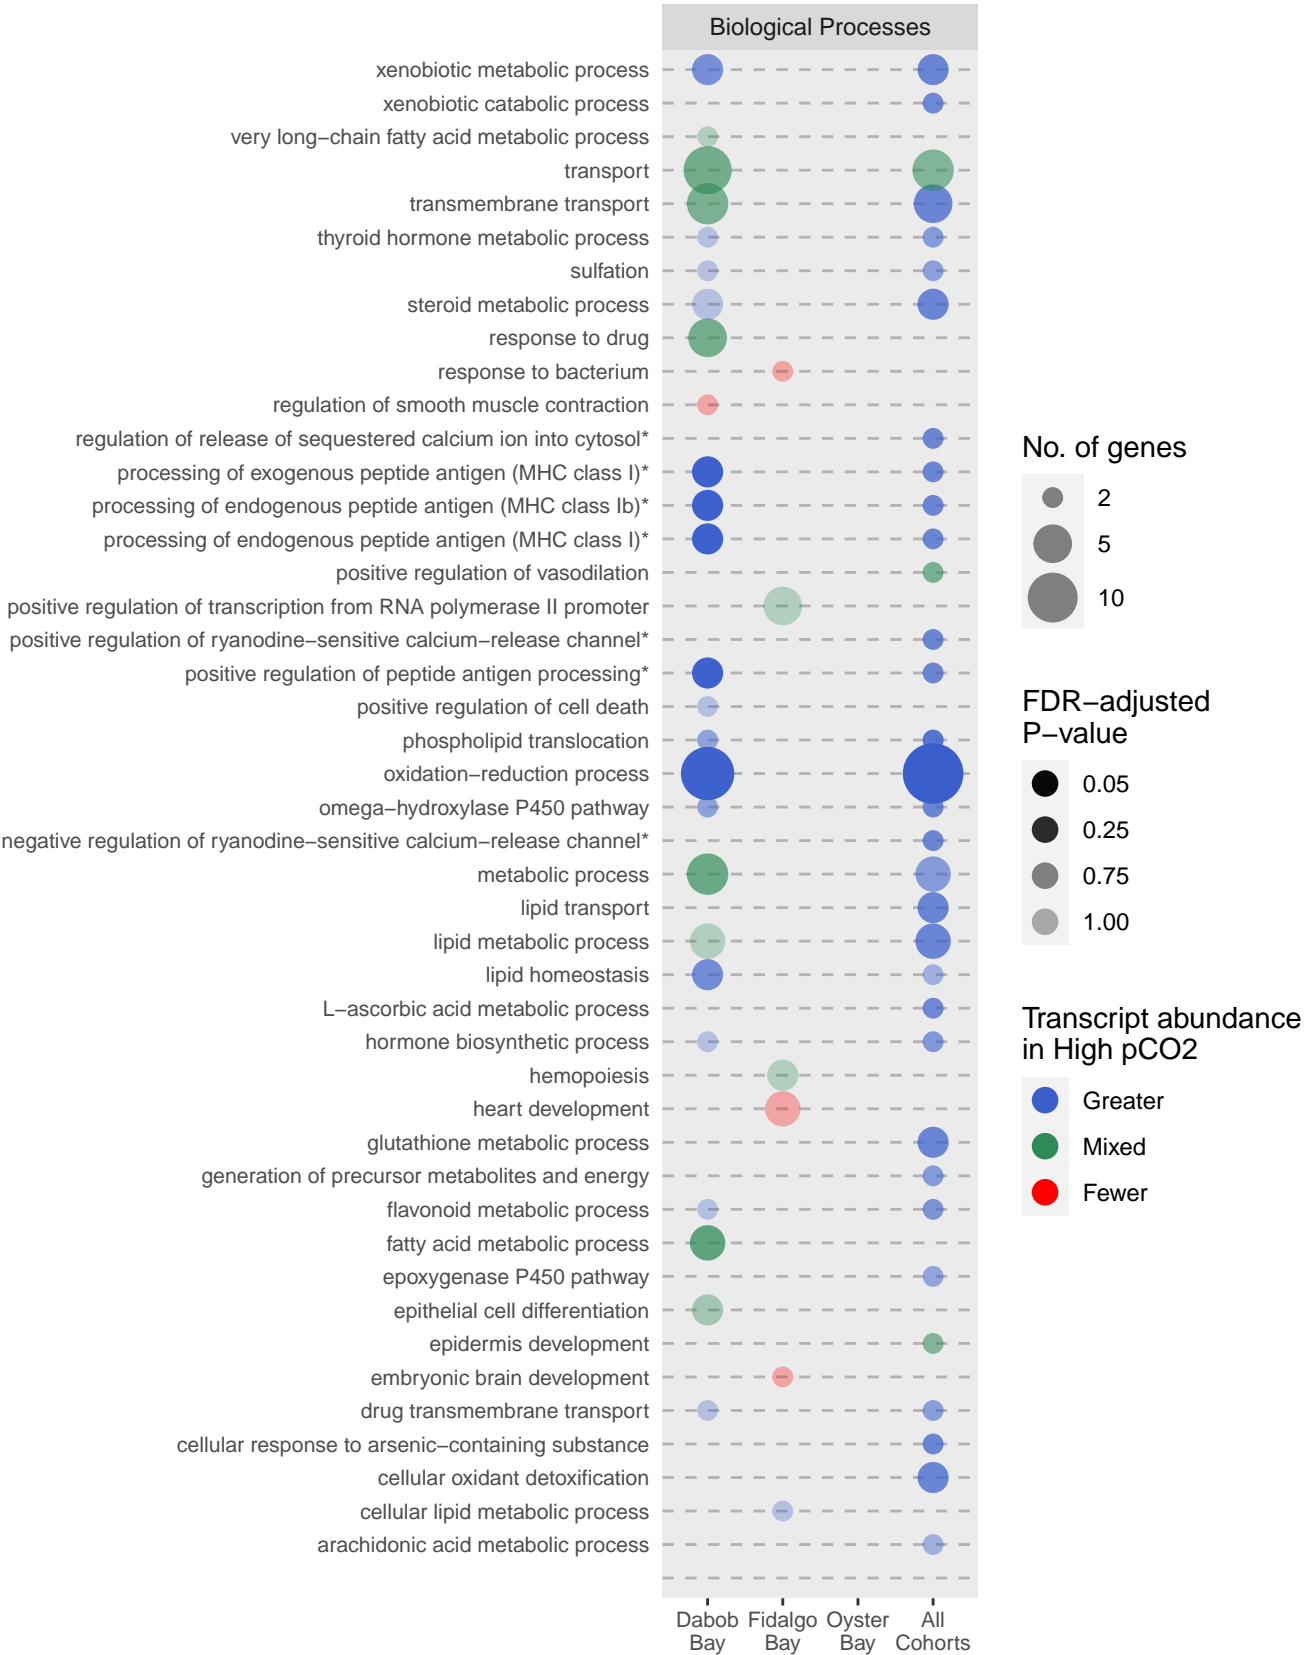 Biological Processes
xenobiotic metabolic process
xenobiotic catabolic process
very long−chain fatty acid metabolic process
transport
transmembrane transport
thyroid hormone metabolic process
sulfation
steroid metabolic process
response to drug
response to bacterium
regulation of smooth muscle contraction
regulation of release of sequestered calcium ion into cytosol*
processing of exogenous peptide antigen (MHC class I)*
processing of endogenous peptide antigen (MHC class Ib)*
processing of endogenous peptide antigen (MHC class I)*
positive regulation of vasodilation
positive regulation of transcription from RNA polymerase II promoter
positive regulation of ryanodine−sensitive calcium−release channel*
positive regulation of peptide antigen processing*
positive regulation of cell death
phospholipid translocation
oxidation−reduction process
omega−hydroxylase P450 pathway
negative regulation of ryanodine−sensitive calcium−release channel*
metabolic process
lipid transport
lipid metabolic process
lipid homeostasis
L−ascorbic acid metabolic process
hormone biosynthetic process
hemopoiesis
heart development
glutathione metabolic process
generation of precursor metabolites and energy
flavonoid metabolic process
fatty acid metabolic process
epoxygenase P450 pathway
epithelial cell differentiation
epidermis development
embryonic brain development
drug transmembrane transport
cellular response to arsenic−containing substance
cellular oxidant detoxification
cellular lipid metabolic process
arachidonic acid metabolic process
Dabob Fidalgo Oyster All
Bay Bay Bay Cohorts
No. of genes
2
5
10
FDR−adjusted
P−value
0.05
0.25
0.75
1.00
Transcript abundance
in High pCO2
Greater
Mixed
Fewer